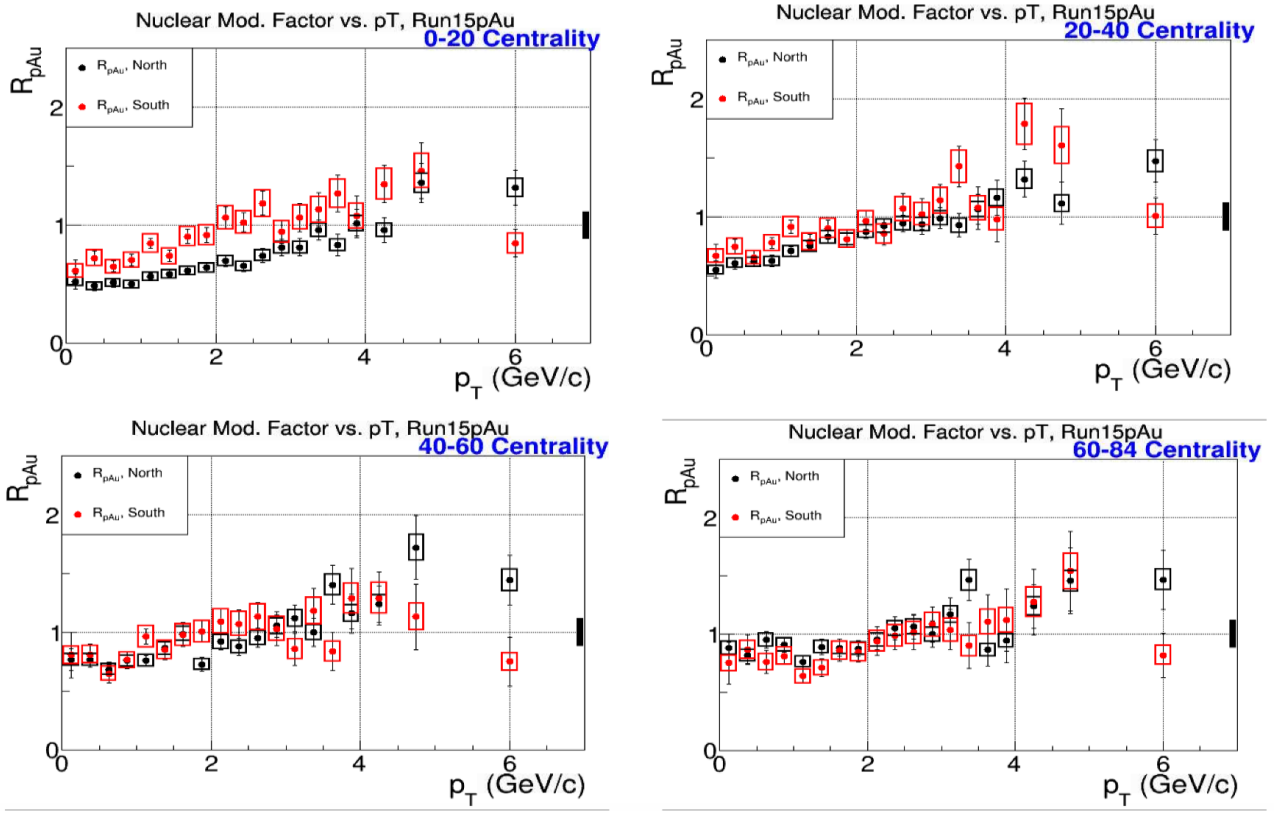 Nuclear Mod. Factor vs. pT, Run15pAu
0-20 Centrality
RpAu
RpAu, North
RpAu, South
2
1
0
0 2 4 6
pT (GeV/c)
Nuclear Mod. Factor vs. pT, Run15pAu
20-40 Centrality
RpAu
RpAu, North
RpAu, South
2
1
0
0 2 4 6
pT (GeV/c)
Nuclear Mod. Factor vs. pT, Run15pAu
40-60 Centrality
RpAu
RpAu, North
RpAu, South
2
1
0
0 2 4 6
pT (GeV/c)
Nuclear Mod. Factor vs. pT, Run15pAu
60-84 Centrality
RpAu
RpAu, North
RpAu, South
2
1
0
0 2 4 6
pT (GeV/c)